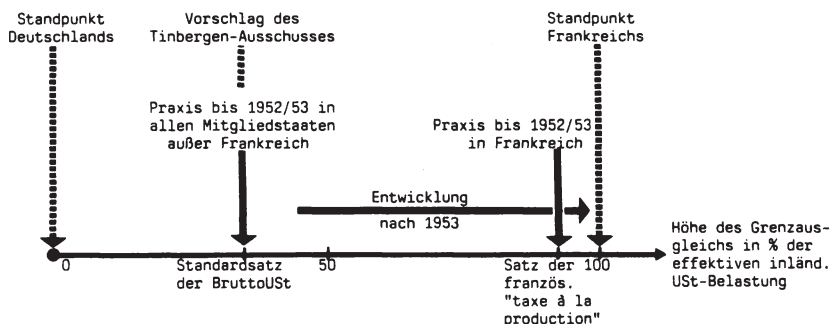 Standpunkt
Deutschlands
Vorschlag des
Tinbergen-Ausschusses
Standpunkt
Frankreichs
Praxis bis 1952/53 in
allen Mitgliedstaaten
außer Frankreich
Praxis bis 1952/53
in Frankreich
Entwicklung
nach 1953
0
50
100
Standardsatz
der BruttoUSt
Satz der
französ.
"taxe à la
production"
Höhe des Grenzaus-
gleichs in % der
effektiven inländ.
USt-Belastung